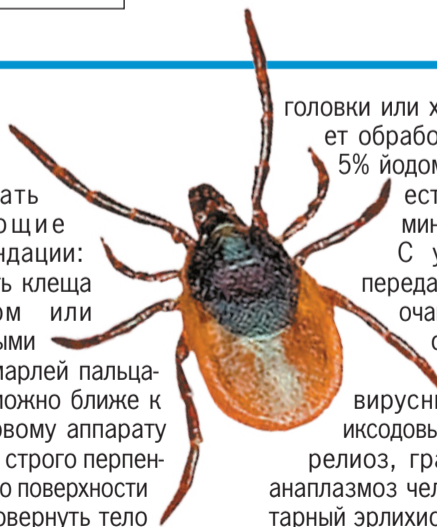 ать
ющие
ндации:
ть клеща
ом или
ыми
марлей пальца-
можно ближе к
овому аппарату
строго перпен-
о поверхности
овернуть тело
головки или х
ет обрабо
5% йодом
ест
мин
С у
переда
оча
с
вирусн
иксодовы
релиоз, гра
анаплазмоз чел
тарный эрлихио